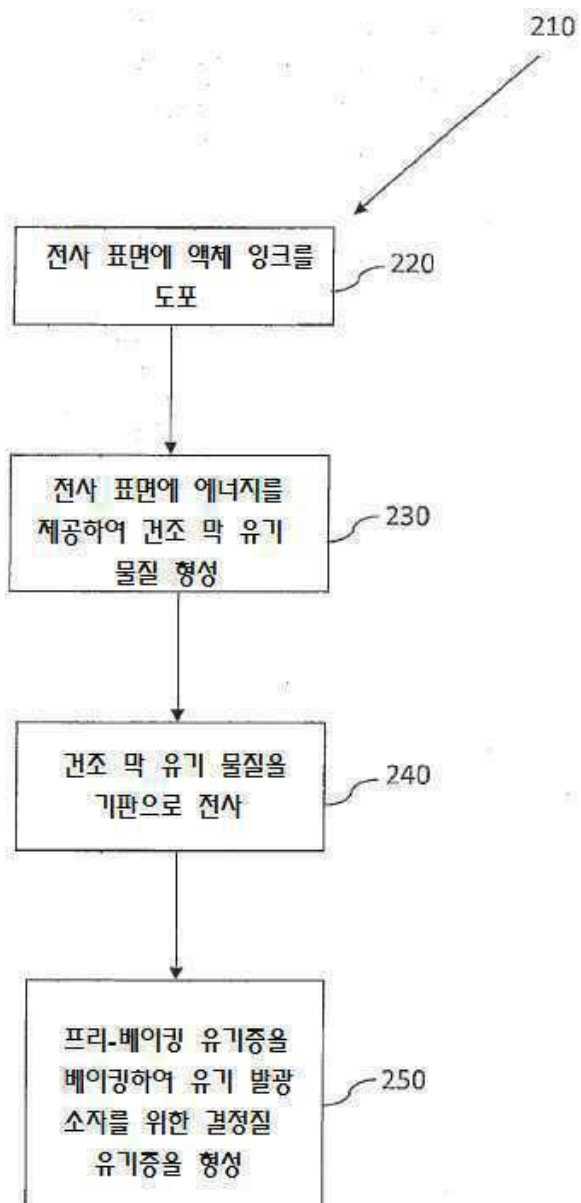 210
전사 표면에 액체 잉크를
도포
220
전사 표면에 에너지를
제공하여 건조 막 유기
물질 형성
230
건조 막 유기 물질을
기판으로 전사
240
프리-베이킹 유기층을
베이킹하여 유기 발광
소자를 위한 결정질
유기층을 형성
250